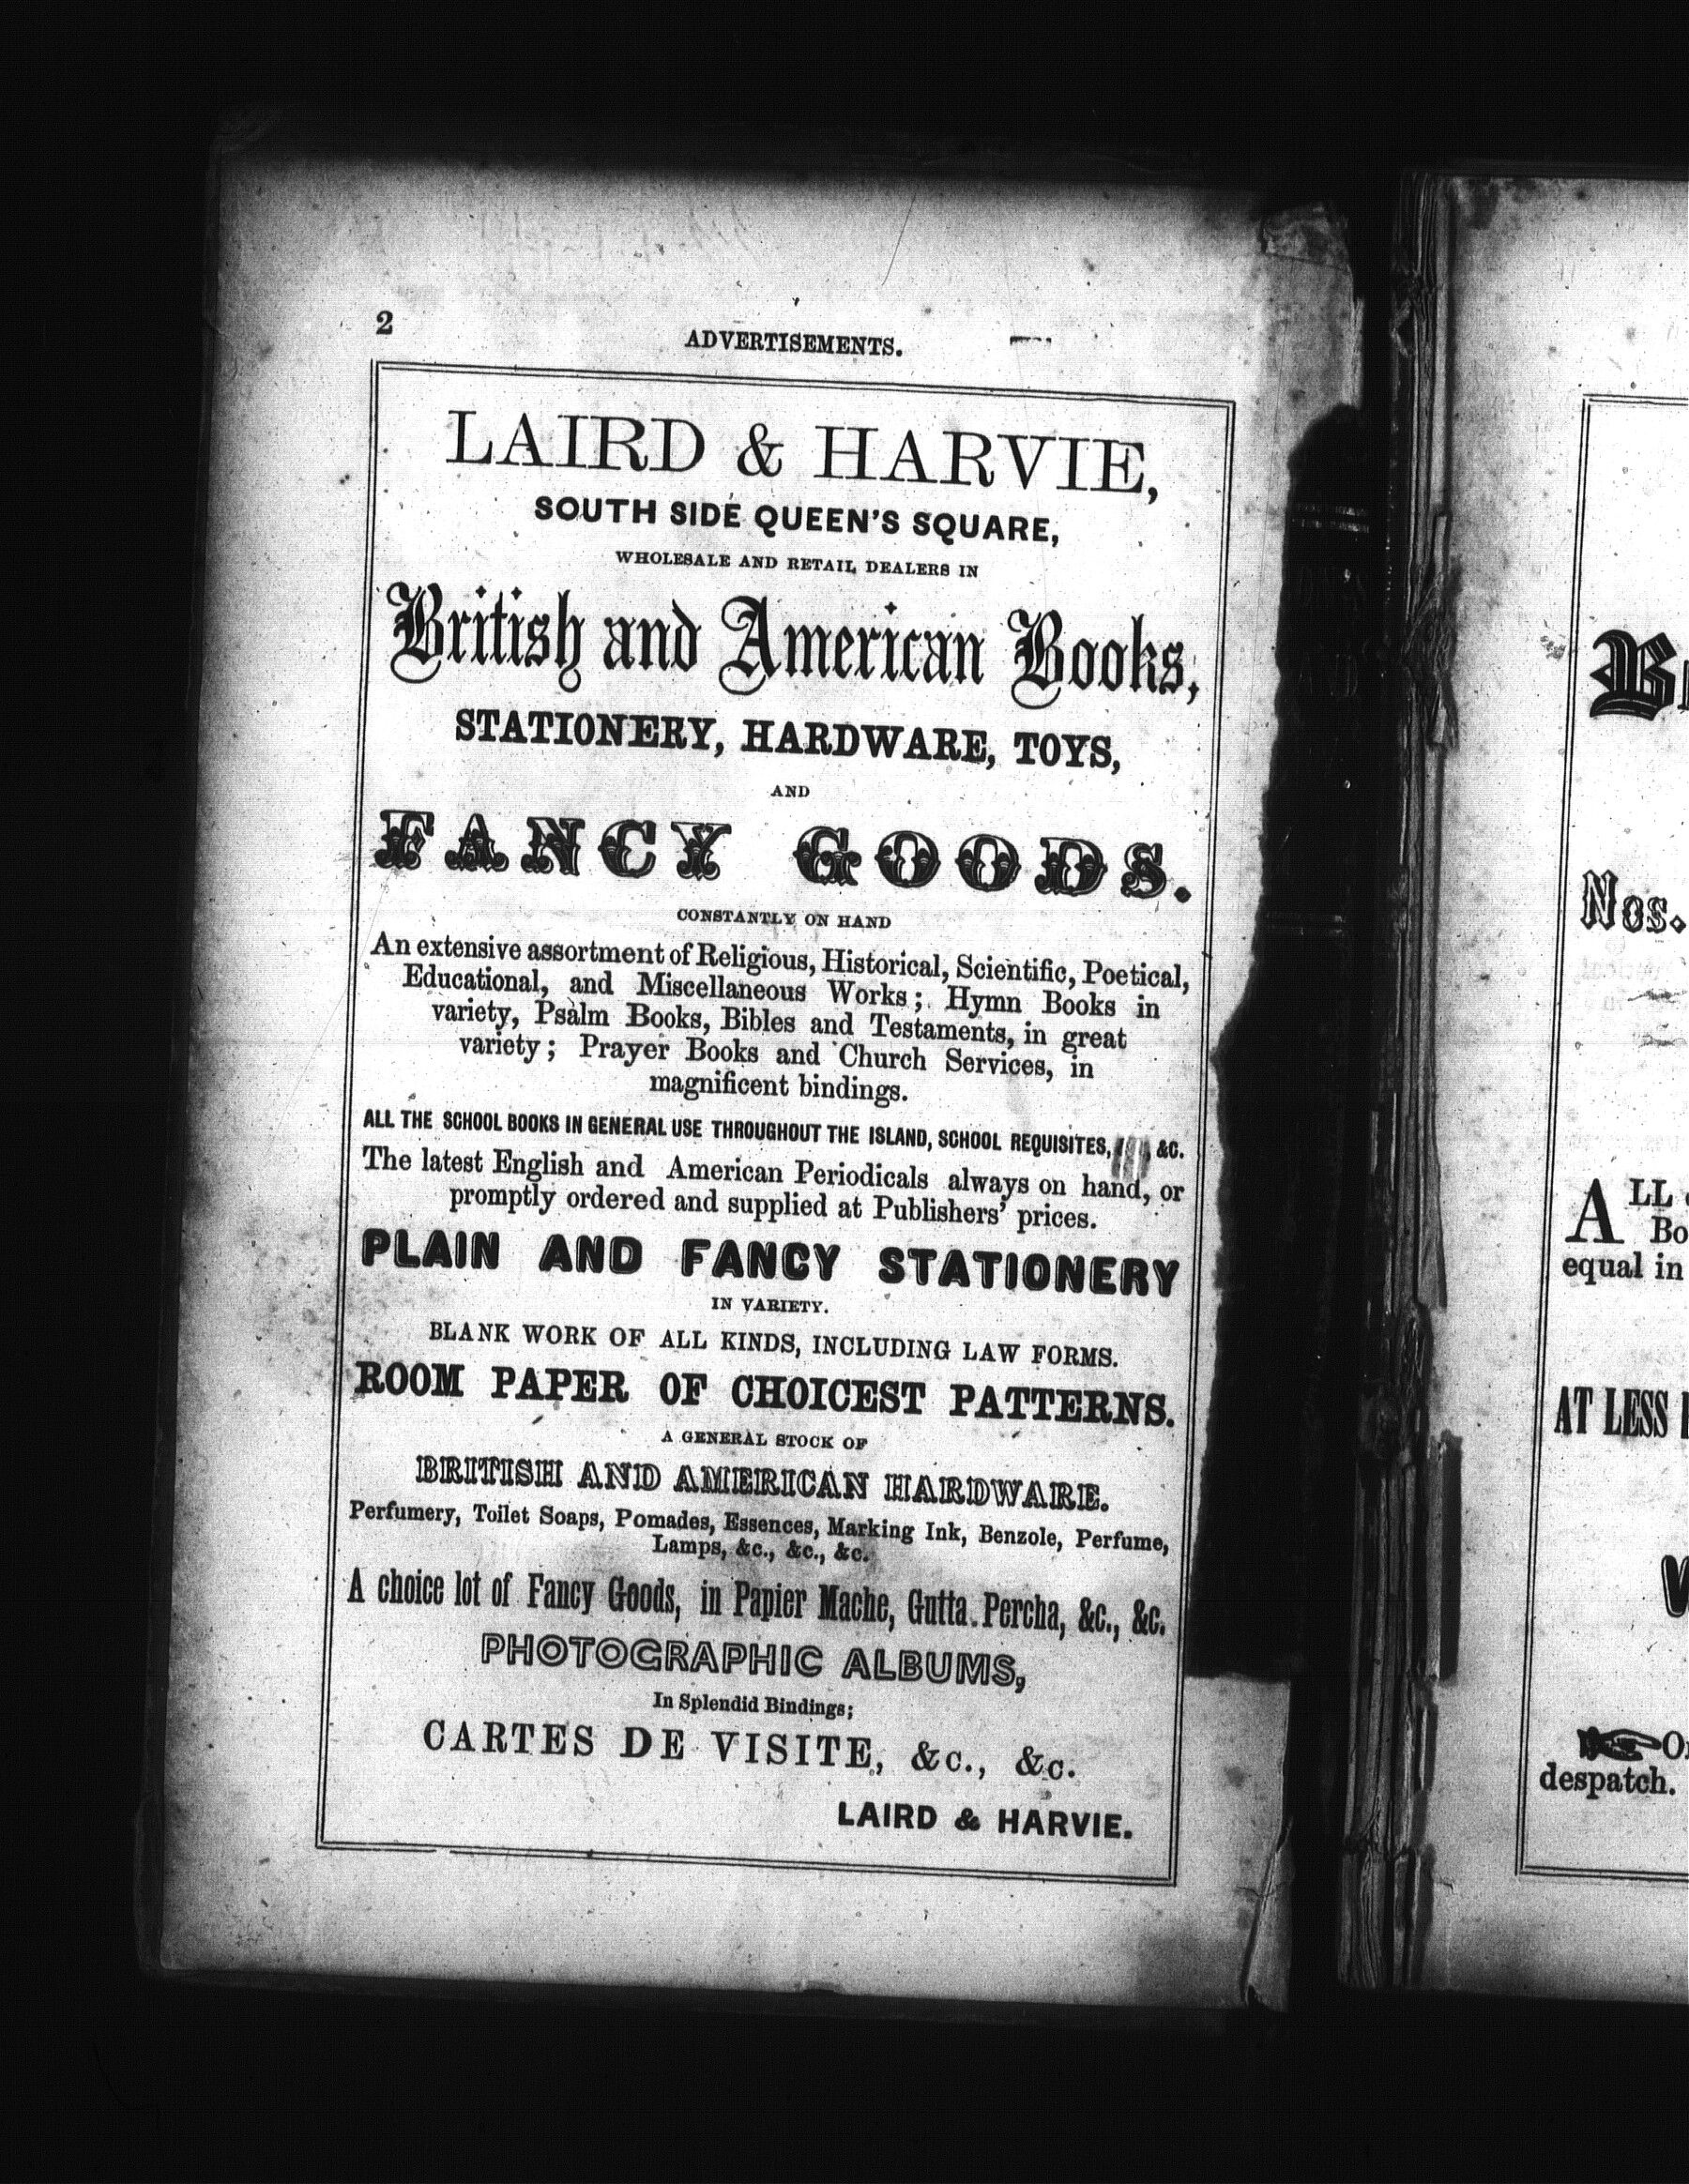 2
ADVERTISEMENTS.
LAIRD & HARVIE,
SOUTH SIDE QUEEN'S SQUARE,
WHOLESALE AND RETAIL DEALERS IN
British and American Books,
STATIONERY, HARDWARE, TOYS,
AND
FANCY GOODS.
CONSTANTLY ON HAND
An extensive assortment of Religious, Historical, Scientific, Poetical,
Educational, and Miscellaneous Works; Hymn Books in
variety, Psalm Books, Bibles and Testaments, in great
variety; Prayer Books and Church Services, in
magnificent bindings.
ALL THE SCHOOL BOOKS IN GENERAL USE THROUGHOUT THE ISLAND, SCHOOL REQUISITES, &C.
The latest English and American Periodicals always on hand, or
promptly ordered and supplied at Publishers' prices.
PLAIN AND FANCY STATIONERY
IN VARIETY.
BLANK WORK OF ALL KINDS, INCLUDING LAW FORMS.
ROOM PAPER OF CHOICEST PATTERNS.
A GENERAL STOCK OF
BRITISH AND AMERICAN HARDWARE.
Perfumery, Toilet Soaps, Pomades, Essences, Marking Ink, Benzole, Perfume,
Lamps, &c., &c., &c.
A choice lot of Fancy Goods, in Papier Mache, Gutta Percha, &c., &c.
PHOTOGRAPHIC ALBUMS,
In Splendid Bindings;
CARTES DE VISITE, &c., &c.
LAIRD & HARVIE.
Nos.
ALL
Bo
equal in
AT LESS
despatch.